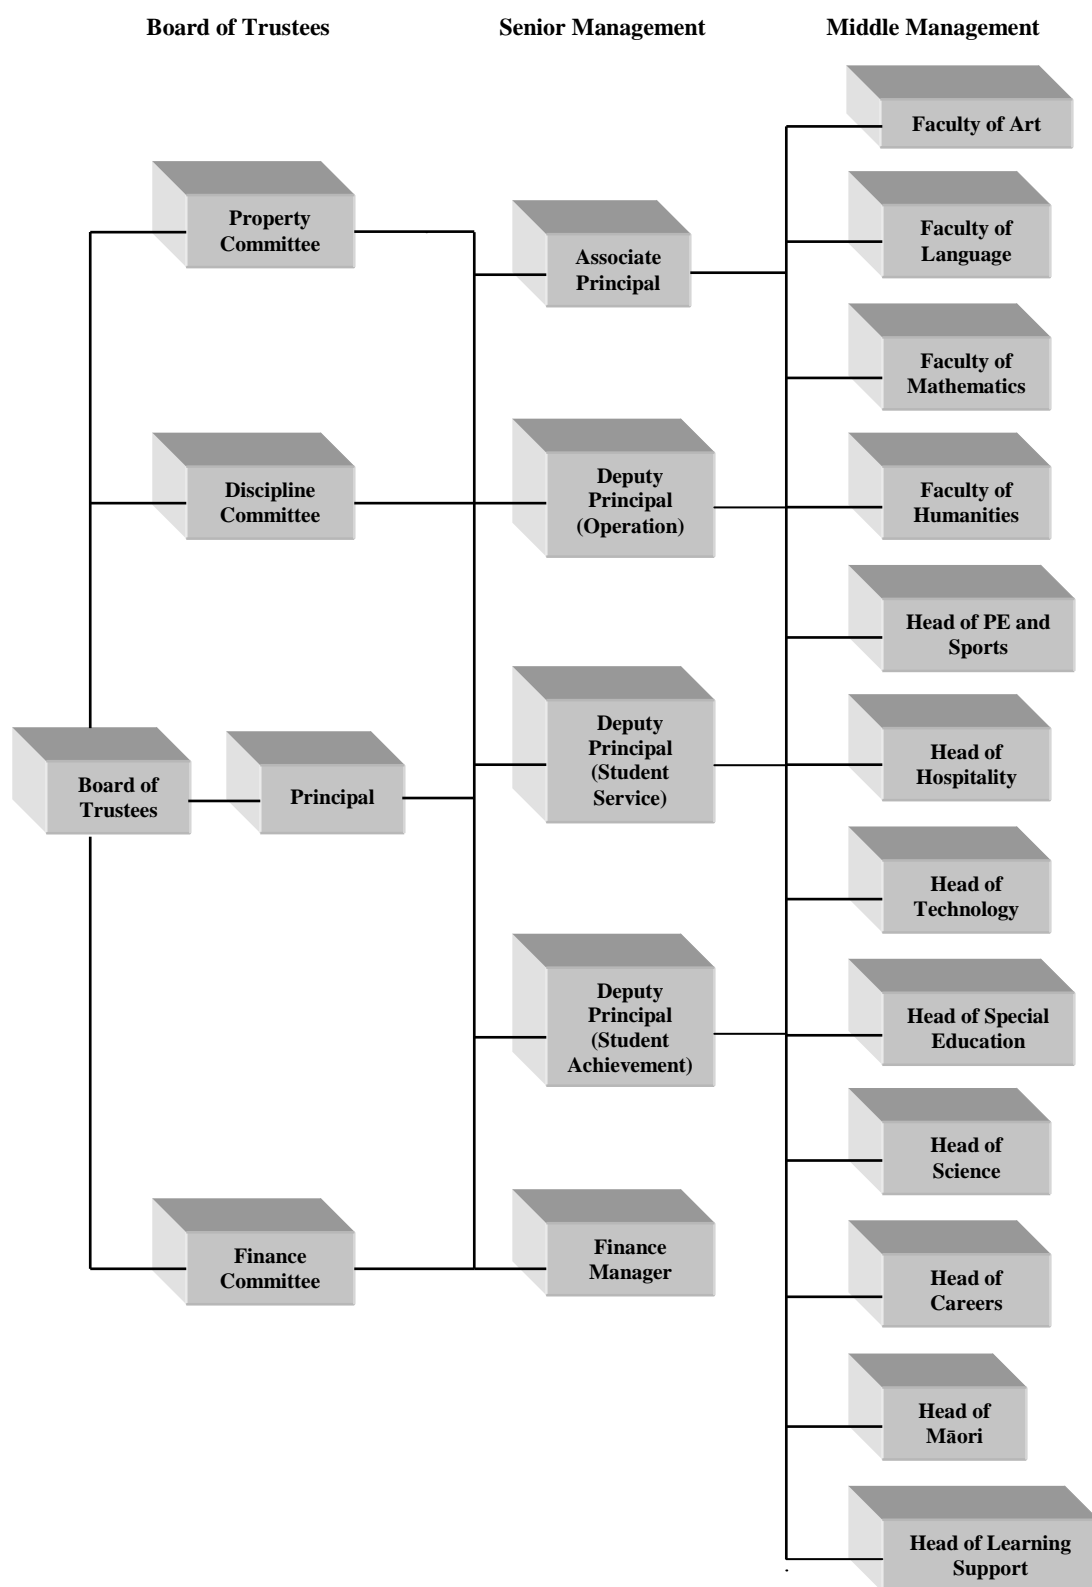 Board of Trustees
Senior Management
Middle Management
Property
Committee
Discipline
Committee
Board of
Trustees
Principal
Finance
Committee
Associate
Principal
Deputy
Principal
(Operation)
Deputy
Principal
(Student
Service)
Deputy
Principal
(Student
Achievement)
Finance
Manager
Faculty of Art
Faculty of
Language
Faculty of
Mathematics
Faculty of
Humanities
Head of PE and
Sports
Head of
Hospitality
Head of
Technology
Head of Special
Education
Head of
Science
Head of
Careers
Head of
Māori
Head of Learning
Support